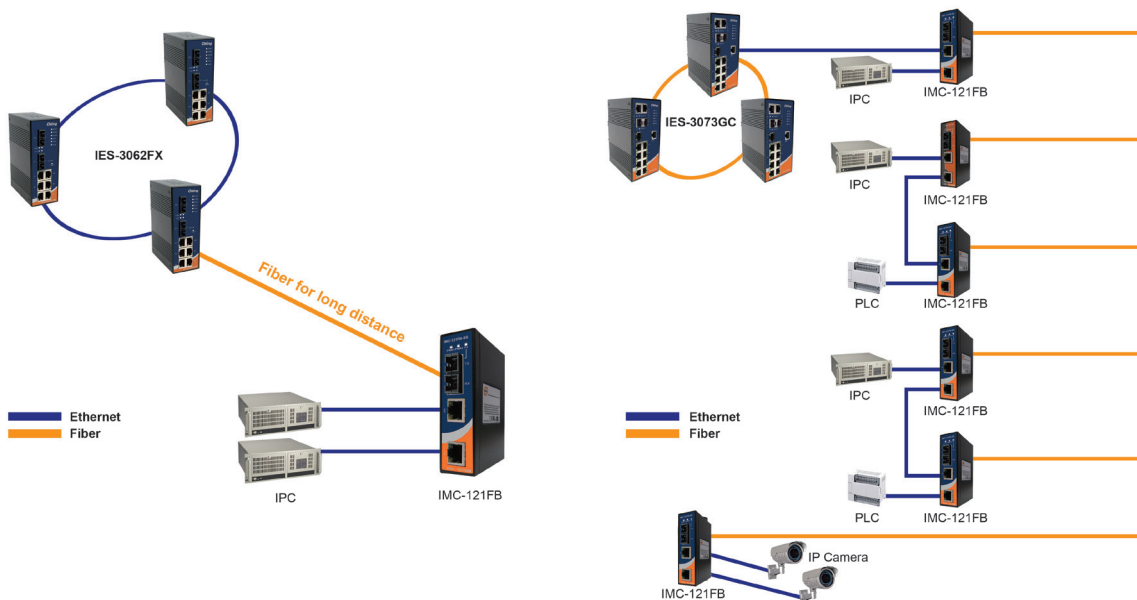 IES-3062FX
Fiber for long distance
Ethernet
Fiber
IPC
IMC-121FB
IES-3073GC
IPC
IMC-121FB
IPC
IMC-121FB
PLC
IMC-121FB
IPC
IMC-121FB
Ethernet
Fiber
PLC
IMC-121FB
IP Camera
IMC-121FB